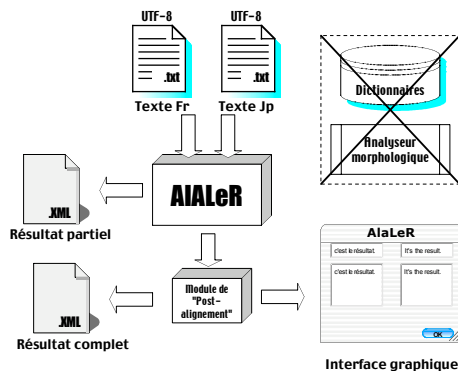 UTF-8
UTF-8
.txt
.txt
Texte Fr
Texte Jp
Dictionnaires
Analyseur
morphologique
AlALeR
.XML
Résultat partiel
AlaLeR
c'est le résultat.
It's the result.
c'est le résultat.
It's the result.
OK
Module de
"Post-
alignement"
.XML
Résultat complet
Interface graphique